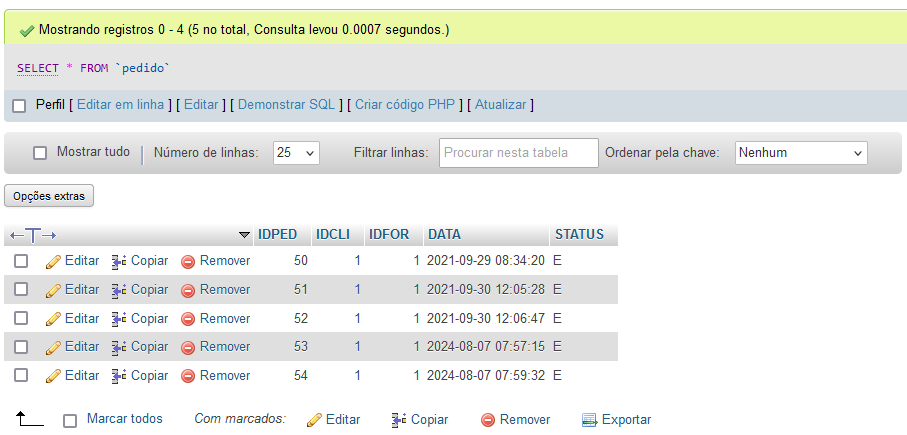 Mostrando registros 0 - 4 (5 no total, Consulta levou 0.0007 segundos.)
SELECT * FROM `pedido`
Perfil [ Editar em linha ] [ Editar ] [ Demonstrar SQL ] [ Criar código PHP ] [ Atualizar ]
Mostrar tudo | Número de linhas: 25 Filtrar linhas: Procurar nesta tabela Ordenar pela chave: Nenhum
Opções extras
←T→ IDPED IDCLI IDFOR DATA STATUS
Editar Copiar Remover 50 1 1 2021-09-29 08:34:20 E
Editar Copiar Remover 51 1 1 2021-09-30 12:05:28 E
Editar Copiar Remover 52 1 1 2021-09-30 12:06:47 E
Editar Copiar Remover 53 1 1 2024-08-07 07:57:15 E
Editar Copiar Remover 54 1 1 2024-08-07 07:59:32 E
Marcar todos Com marcados: Editar Copiar Remover Exportar